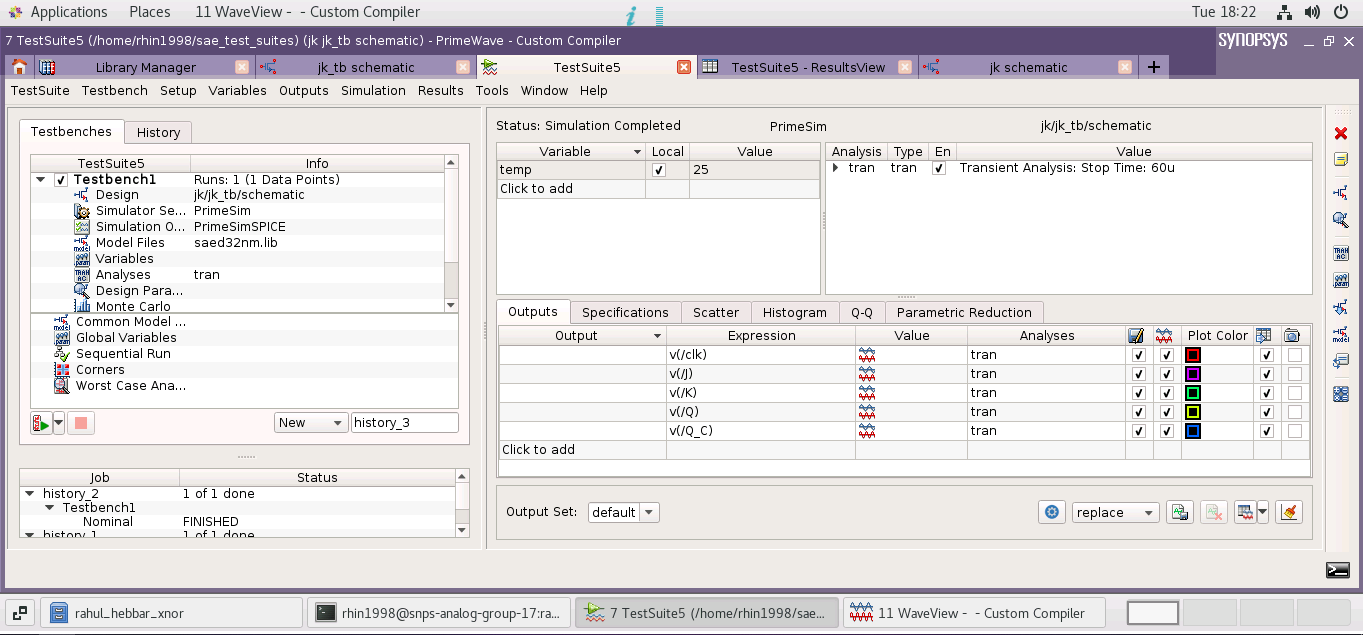 Applications Places 11 WaveView - - Custom Compiler Tue 18:22
7 TestSuite5 (/home/rhin1998/sae_test_suites) (jk jk_tb schematic) - PrimeWave - Custom Compiler SYNOPSYS
Library Manager jk_tb schematic TestSuite5 TestSuite5 - ResultsView jk schematic
TestSuite Testbench Setup Variables Outputs Simulation Results Tools Window Help
Testbenches History
TestSuite5 Info
Testbench1 Runs: 1 (1 Data Points)
Design jk/jk_tb/schematic
Simulator Se... PrimeSim
Simulation O... PrimeSimSPICE
Model Files saed32nm.lib
Variables
Analyses tran
Design Para...
Monte Carlo
Common Model ...
Global Variables
Sequential Run
Corners
Worst Case Ana...
New history_3
Job Status
history_2 1 of 1 done
Testbench1
Nominal FINISHED
history_1 1 of 1 done
Status: Simulation Completed PrimeSim jk/jk_tb/schematic
Variable Local Value
temp 25
Click to add
Analysis Type En Value
tran tran Transient Analysis: Stop Time: 60u
Outputs Specifications Scatter Histogram Q-Q Parametric Reduction
Output Expression Value Analyses Plot Color
v(/clk) tran
v(/J) tran
v(/K) tran
v(/Q) tran
v(/Q_C) tran
Click to add
Output Set: default replace
rahul_hebbar_xnor rhin1998@snps-analog-group-17:ra... 7 TestSuite5 (/home/rhin1998/sae... 11 WaveView - - Custom Compiler